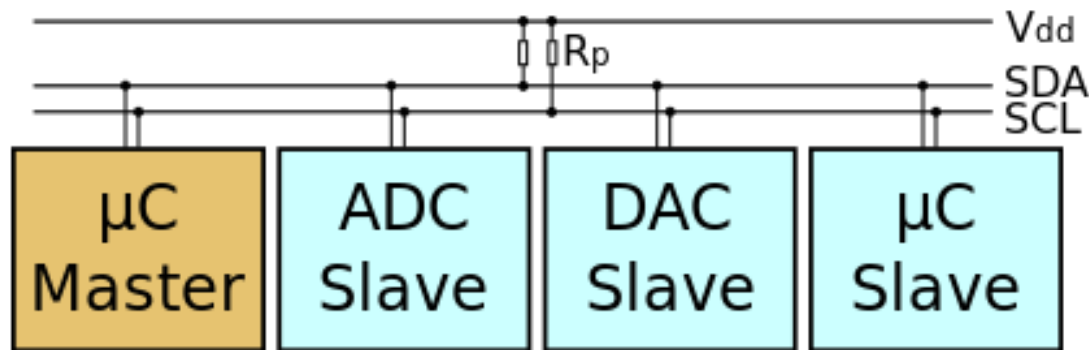 Vdd
Rp
SDA
SCL
µC
Master
ADC
Slave
DAC
Slave
µC
Slave